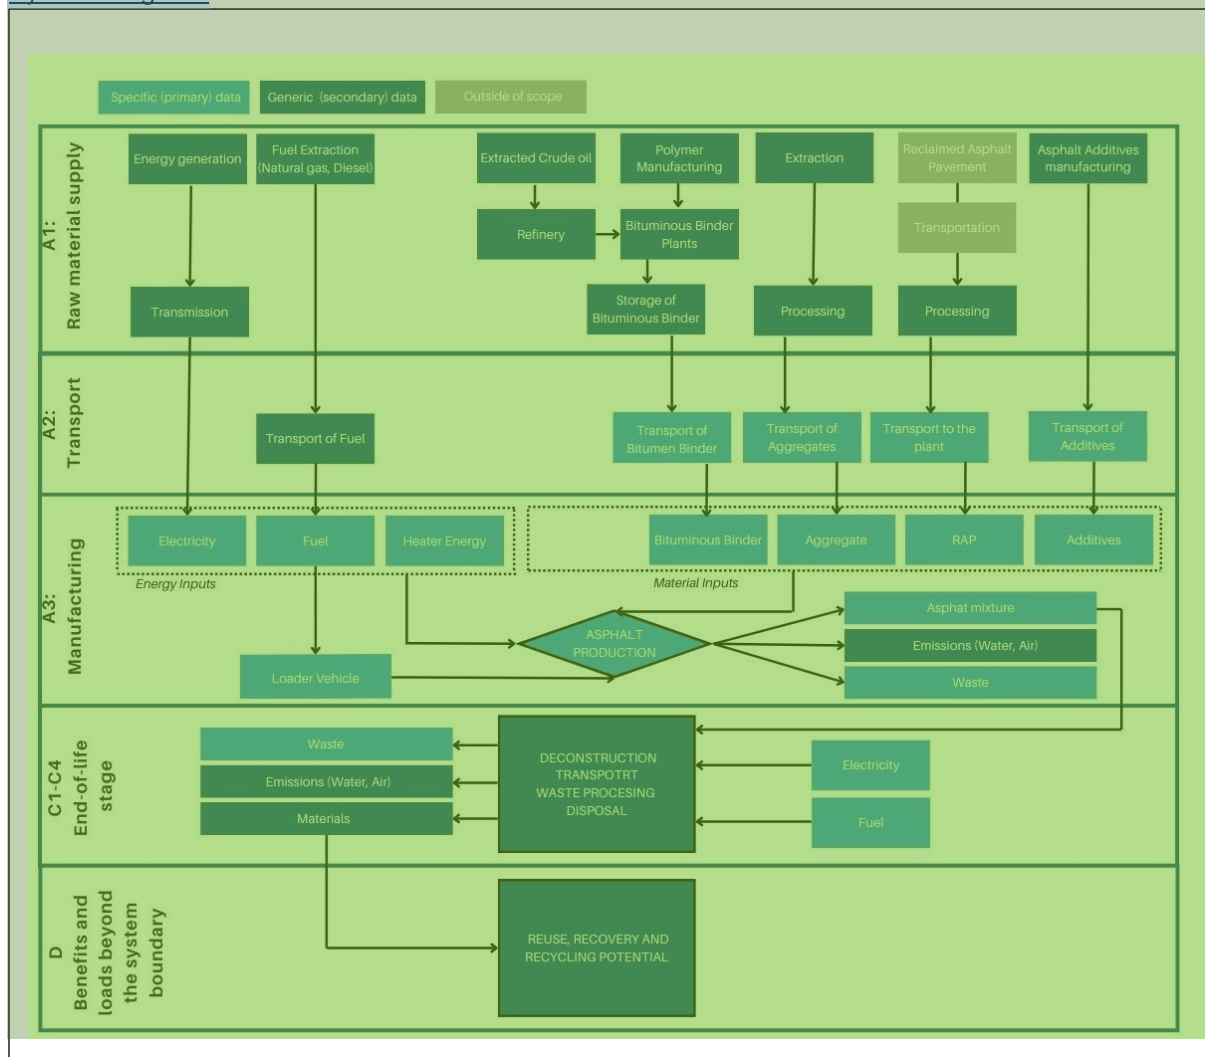 Specific (primary) data
Generic (secondary) data
Outside of scope
A1:
Raw material supply
Energy generation
Fuel Extraction
(Natural gas, Diesel)
Extracted Crude oil
Polymer
Manufacturing
Extraction
Reclaimed Asphalt
Pavement
Asphalt Additives
manufacturing
Refinery
Bituminous Binder
Plants
Transportation
Transmission
Storage of
Bituminous Binder
Processing
Processing
A2:
Transport
Transport of Fuel
Transport of
Bitumen Binder
Transport of
Aggregates
Transport to the
plant
Transport of
Additives
A3:
Manufacturing
Electricity
Fuel
Heater Energy
Bituminous Binder
Aggregate
RAP
Additives
Energy Inputs
Material Inputs
ASPHALT
PRODUCTION
Asphat mixture
Emissions (Water, Air)
Waste
Loader Vehicle
C1-C4
End-of-life
stage
Waste
Emissions (Water, Air)
Materials
DECONSTRUCTION
TRANSPOTRT
WASTE PROCESING
DISPOSAL
Electricity
Fuel
D
Benefits and
loads beyond
the system
boundary
REUSE, RECOVERY AND
RECYCLING POTENTIAL